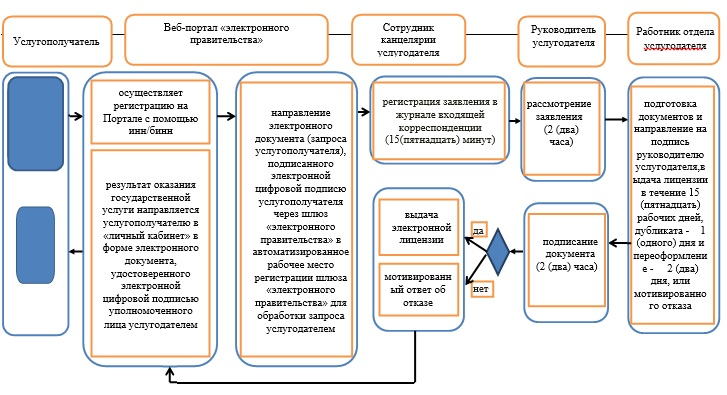 Услугополучатель
Веб-портал «электронного
правительства»
Сотрудник
канцелярии
услугодателя
Руководитель
услугодателя
Работник отдела
услугодателя
осуществляет
регистрацию на
Портале с помощью
инн/бинн
результат оказания
государственной
услуги направляется
услугополучателю в
«личный кабинет» в
форме электронного
документа,
удостоверенного
электронной
цифровой подписью
уполномоченного
лица услугодателем
направление
электронного
документа (запроса
услугополучателя),
подписанного
электронной
цифровой подписю
услугополучателя
через шлюз
«электронного
правительства» в
автоматизированное
рабочее место
регистрации шлюза
«электронного
правительства» для
обработки запроса
услугодателем
регистрация заявления в
журнале входящей
корреспонденции
(15(пятнадцать) минут)
рассмотрение
заявления
(2 (два)
часа)
подготовка
документов и
направление на
подпись
руководителю
услугодателя,в
ыдача лицензии
в течение 15
(пятнадцать)
рабочих дней,
дубликата - 1
(одного) дня и
переоформлени
е - 2 (два)
дня, или
мотивированно
го отказа
выдача
электронной
лицензии
мотивированн
ый ответ об
отказе
да
нет
подписание
документа
(2 (два) часа)